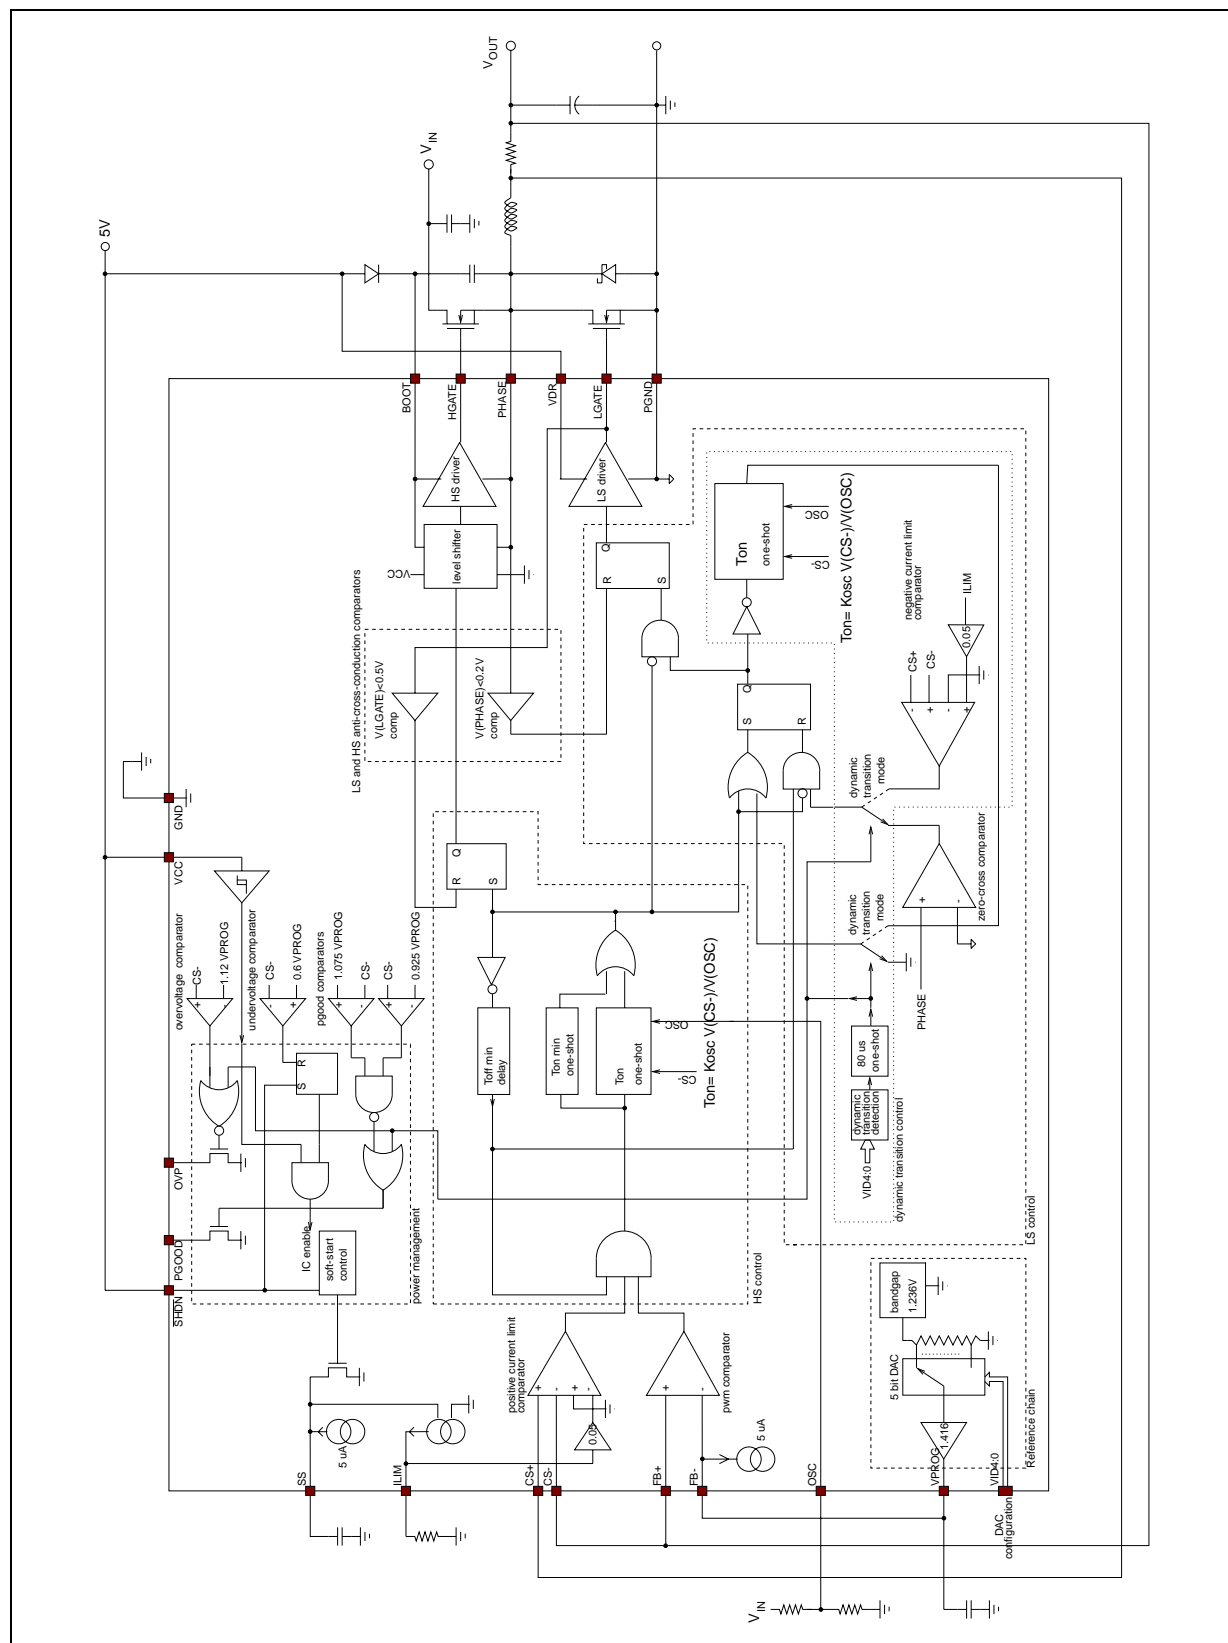 5V
V_IN
V_OUT
BOOT
HGATE
PHASE
VDR
LGATE
PGND
HS driver
LS driver
level shifter
VCC
LS and HS anti-cross-conduction comparators
V(LGATE)<0.5V
comp
V(PHASE)<0.2V
comp
R
S
Q
Ton
one-shot
OSC
CS-
Ton= Kosc V(CS-)/V(OSC)
negative current limit
comparator
ILIM
0.05
CS+
CS-
-
+
-
+
Q
S
R
dynamic
transition
mode
dynamic
transition
mode
zero-cross comparator
+
-
PHASE
GND
VCC
overvoltage comparator
CS-
1.12 VPROG
+
-
undervoltage comparator
CS-
0.6 VPROG
-
+
pgood comparators
1.075 VPROG
CS-
+
-
CS-
0.925 VPROG
+
-
R
S
OVP
PGOOD
SHDN
IC enable
soft-start
control
power management
R
S
Q
Toff min
delay
Ton min
one-shot
Ton
one-shot
OSC
CS-
Ton= Kosc V(CS-)/V(OSC)
HS control
80 us
one-shot
dynamic
transition
detection
VID4:0
dynamic transition control
LS control
positive current limit
comparator
+
-
+
-
0.05
pwm comparator
+
-
5 uA
5 uA
bandgap
1.236V
5 bit DAC
1.416
Reference chain
SS
ILIM
CS+
CS-
FB+
FB-
OSC
VPROG
VID4:0
DAC
configuration
V_IN